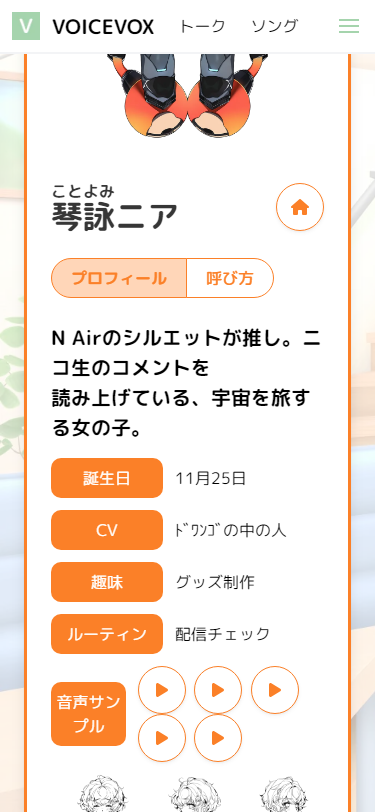 V VOICEVOX トーク ソング
ことよみ
琴詠ニア
プロフィール 呼び方
N Airのシルエットが推し。ニ
コ生のコメントを
読み上げている、宇宙を旅す
る女の子。
誕生日 11月25日
CV ﾄﾞﾜﾝｺﾞの中の人
趣味 グッズ制作
ルーティン 配信チェック
音声サン
プル